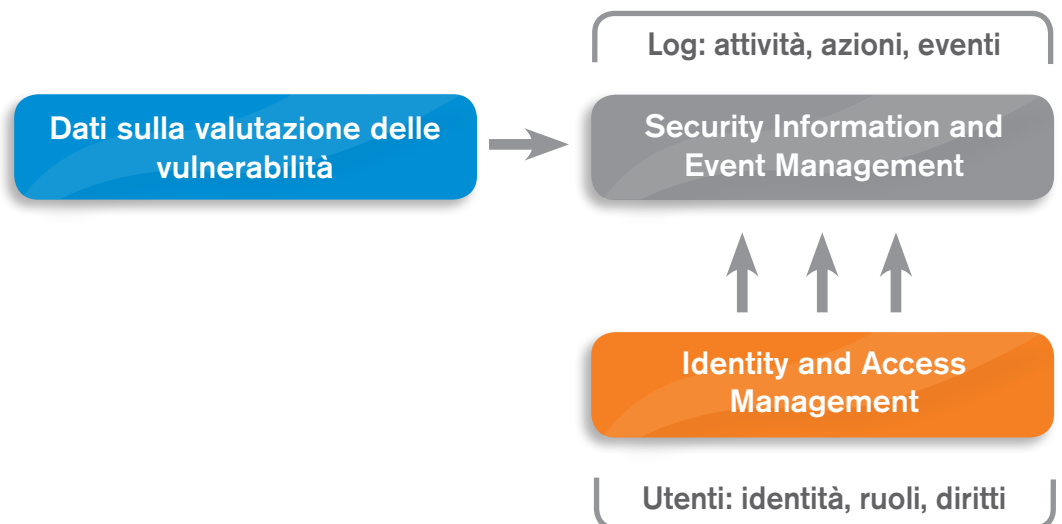 Log: attività, azioni, eventi
Dati sulla valutazione delle
vulnerabilità
Security Information and
Event Management
Identity and Access
Management
Utenti: identità, ruoli, diritti